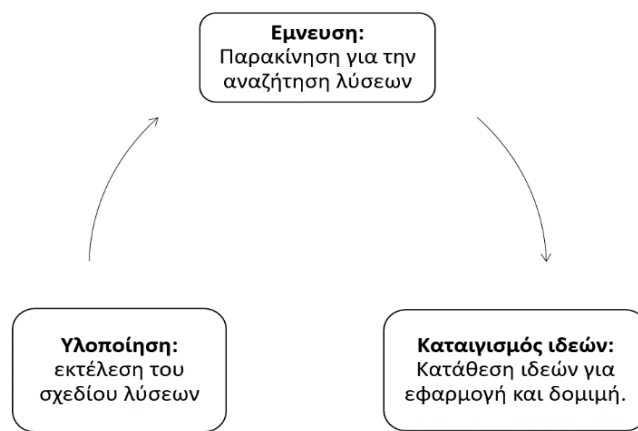 Εμνευση:
Παρακίνηση για την
αναζήτηση λύσεων
Υλοποίηση:
εκτέλεση του
σχεδίου λύσεων
Καταιγισμός ιδεών:
Κατάθεση ιδεών για
εφαρμογή και δομιμή.